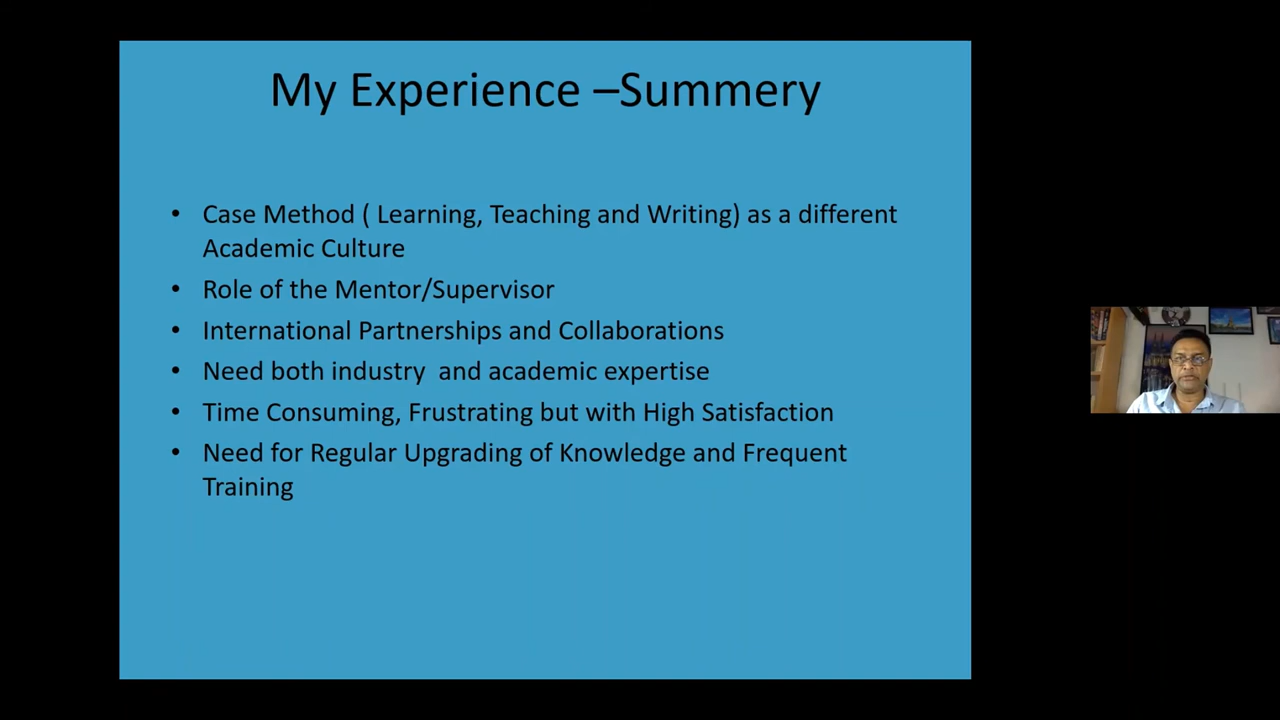 My Experience –Summery
• Case Method ( Learning, Teaching and Writing) as a different
Academic Culture
• Role of the Mentor/Supervisor
• International Partnerships and Collaborations
• Need both industry  and academic expertise
• Time Consuming, Frustrating but with High Satisfaction
• Need for Regular Upgrading of Knowledge and Frequent
Training